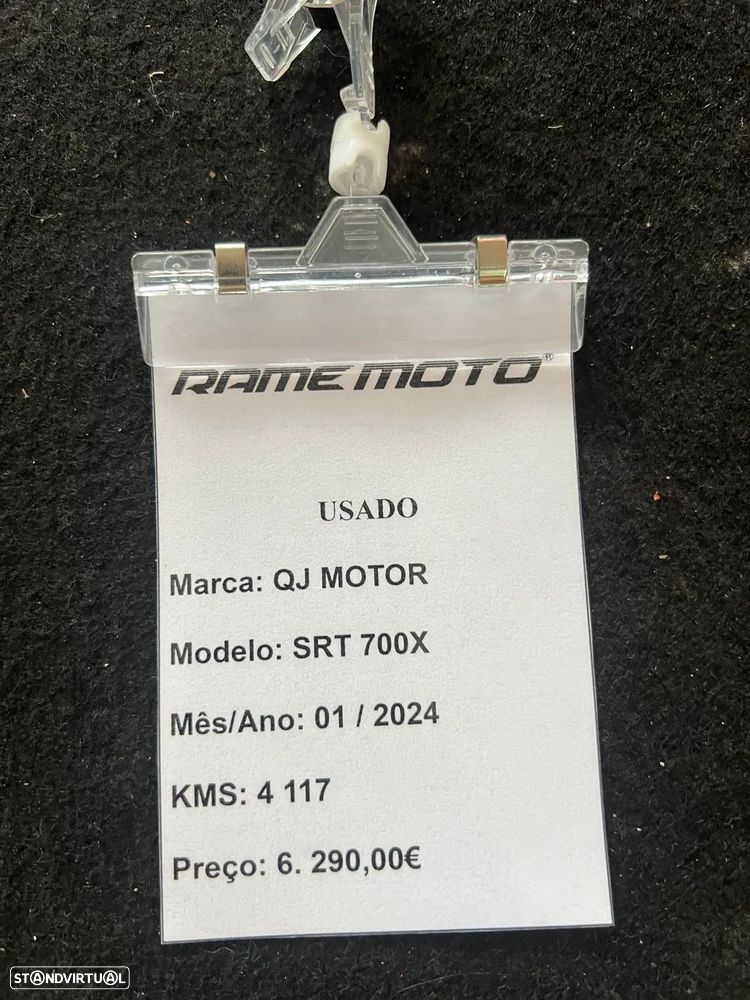 RAME MOTO®
USADO
Marca: QJ MOTOR
Modelo: SRT 700X
Mês/Ano: 01 / 2024
KMS: 4 117
Preço: 6. 290,00€
STANDVIRTUAL